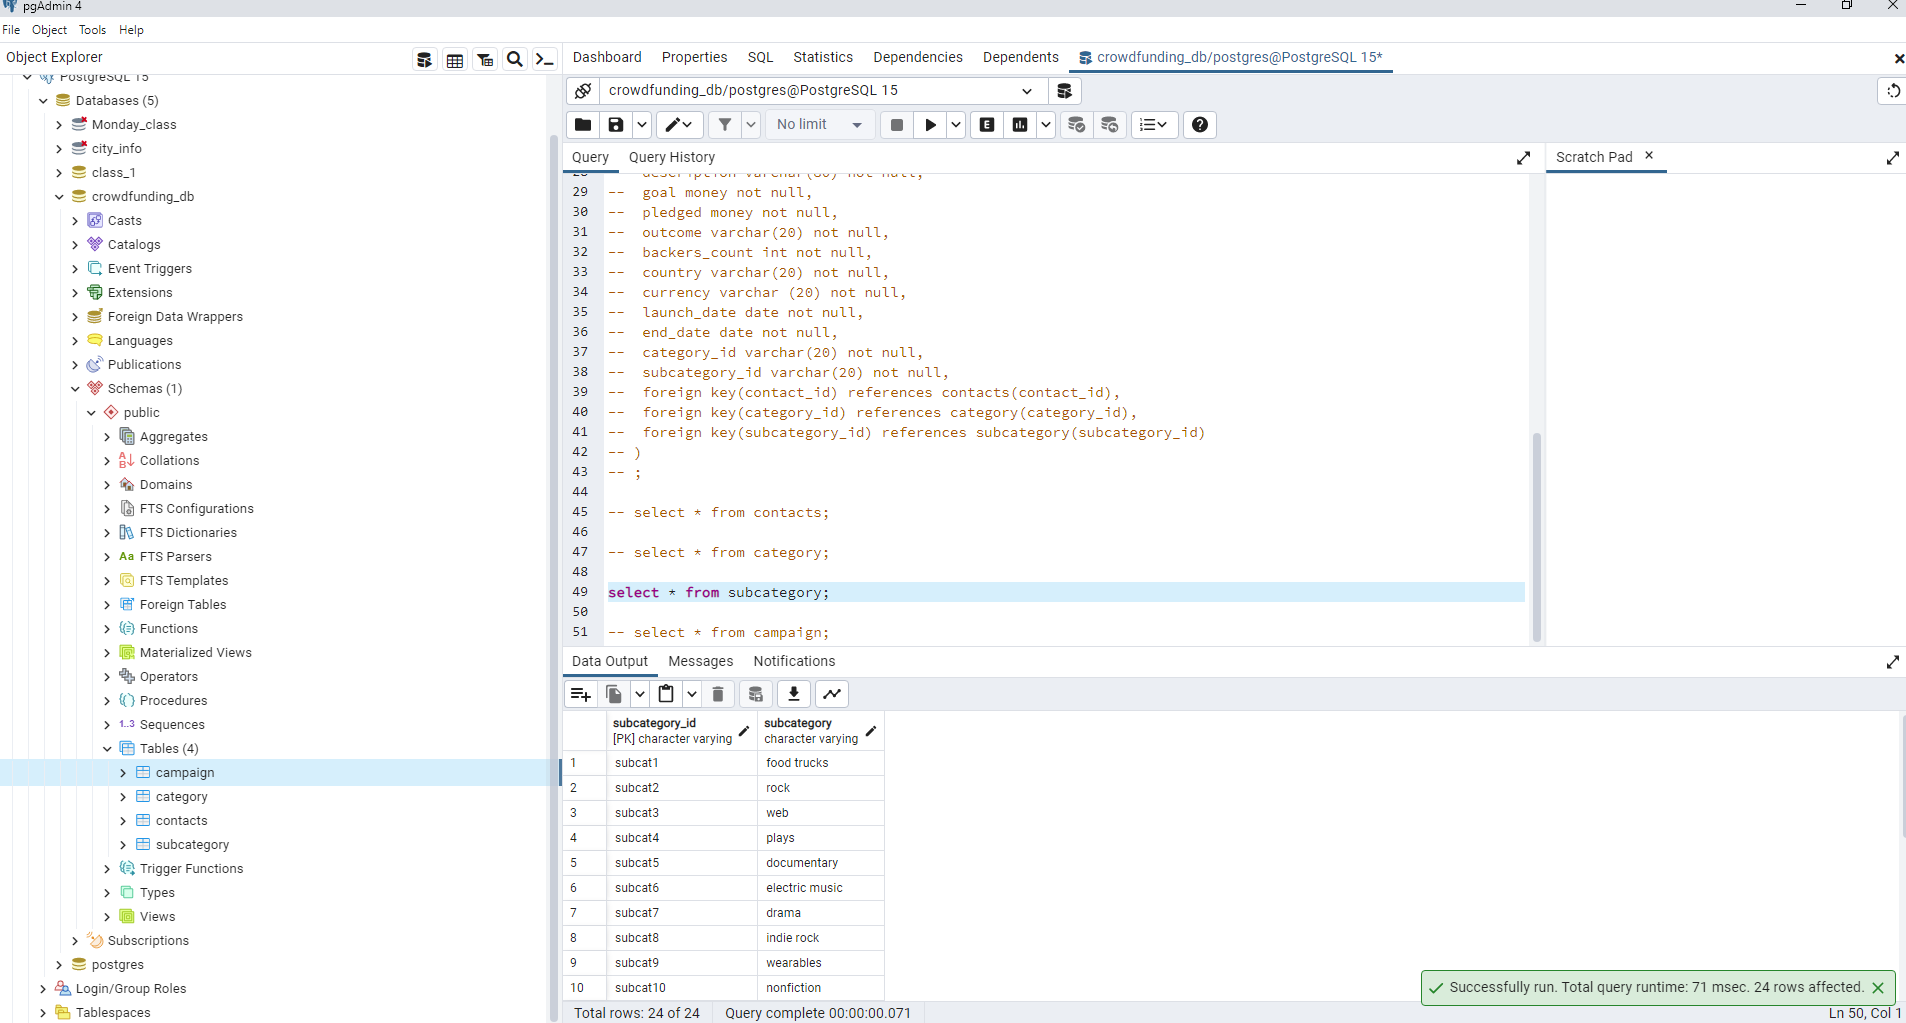 pgAdmin 4
File Object Tools Help
Object Explorer
PostgreSQL 15
Databases (5)
Monday_class
city_info
class_1
crowdfunding_db
Casts
Catalogs
Event Triggers
Extensions
Foreign Data Wrappers
Languages
Publications
Schemas (1)
public
Aggregates
Collations
Domains
FTS Configurations
FTS Dictionaries
Aa FTS Parsers
FTS Templates
Foreign Tables
Functions
Materialized Views
Operators
Procedures
1..3 Sequences
Tables (4)
campaign
category
contacts
subcategory
Trigger Functions
Types
Views
Subscriptions
postgres
Login/Group Roles
Tablespaces
Dashboard Properties SQL Statistics Dependencies Dependents crowdfunding_db/postgres@PostgreSQL 15*
crowdfunding_db/postgres@PostgreSQL 15
No limit
Query Query History
Scratch Pad
28 -- description varchar(80) not null,
29 -- goal money not null,
30 -- pledged money not null,
31 -- outcome varchar(20) not null,
32 -- backers_count int not null,
33 -- country varchar(20) not null,
34 -- currency varchar (20) not null,
35 -- launch_date date not null,
36 -- end_date date not null,
37 -- category_id varchar(20) not null,
38 -- subcategory_id varchar(20) not null,
39 -- foreign key(contact_id) references contacts(contact_id),
40 -- foreign key(category_id) references category(category_id),
41 -- foreign key(subcategory_id) references subcategory(subcategory_id)
42 -- )
43 -- ;
44
45 -- select * from contacts;
46
47 -- select * from category;
48
49 select * from subcategory;
50
51 -- select * from campaign;
Data Output Messages Notifications
subcategory_id subcategory
[PK] character varying character varying
1 subcat1 food trucks
2 subcat2 rock
3 subcat3 web
4 subcat4 plays
5 subcat5 documentary
6 subcat6 electric music
7 subcat7 drama
8 subcat8 indie rock
9 subcat9 wearables
10 subcat10 nonfiction
Successfully run. Total query runtime: 71 msec. 24 rows affected.
Total rows: 24 of 24 Query complete 00:00:00.071 Ln 50, Col 1